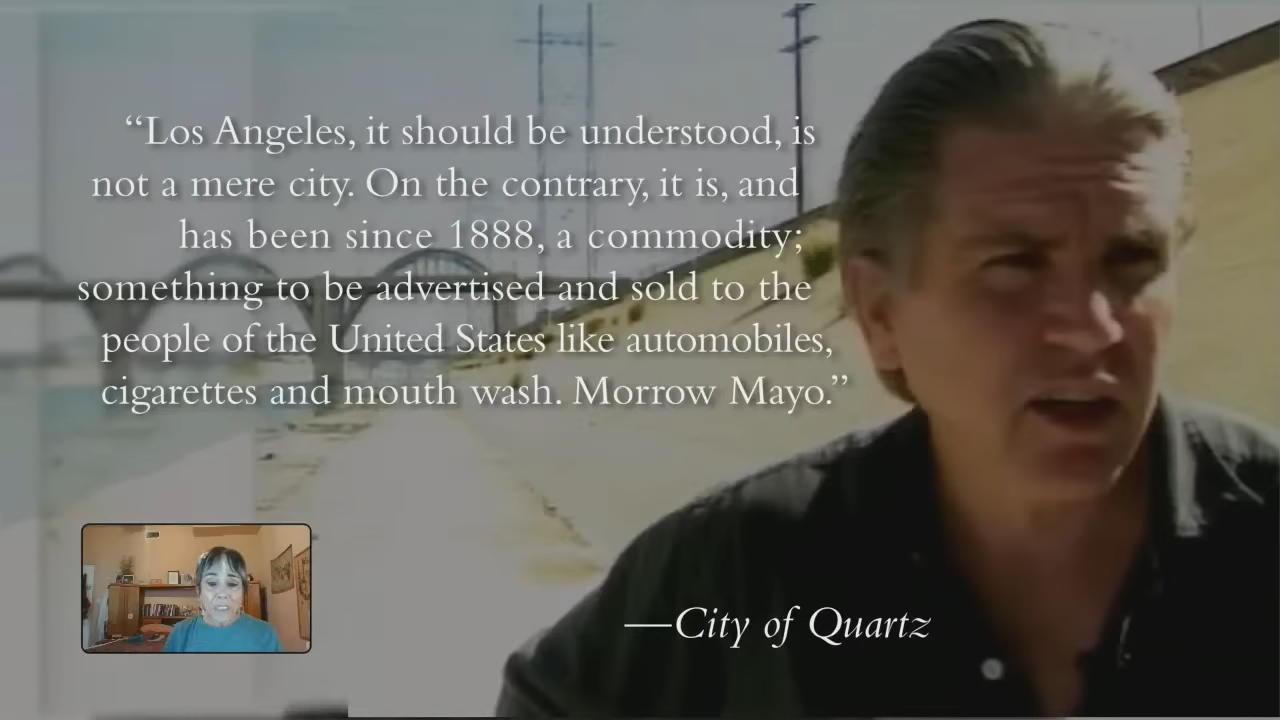 “Los Angeles, it should be understood, is
not a mere city. On the contrary, it is, and
has been since 1888, a commodity;
something to be advertised and sold to the
people of the United States like automobiles,
cigarettes and mouth wash. Morrow Mayo.”
—City of Quartz